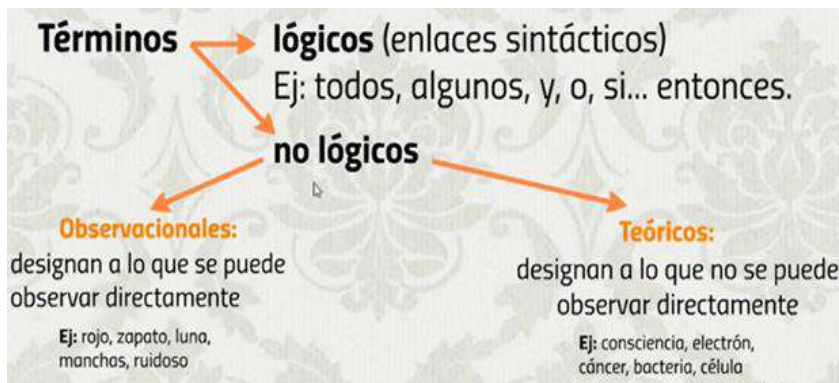 Términos
lógicos (enlaces sintácticos)
Ej: todos, algunos, y, o, si... entonces.
no lógicos
Observacionales:
designan a lo que se puede
observar directamente
Ej: rojo, zapato, luna,
manchas, ruidoso
Teóricos:
designan a lo que no se puede
observar directamente
Ej: consciencia, electrón,
cáncer, bacteria, célula